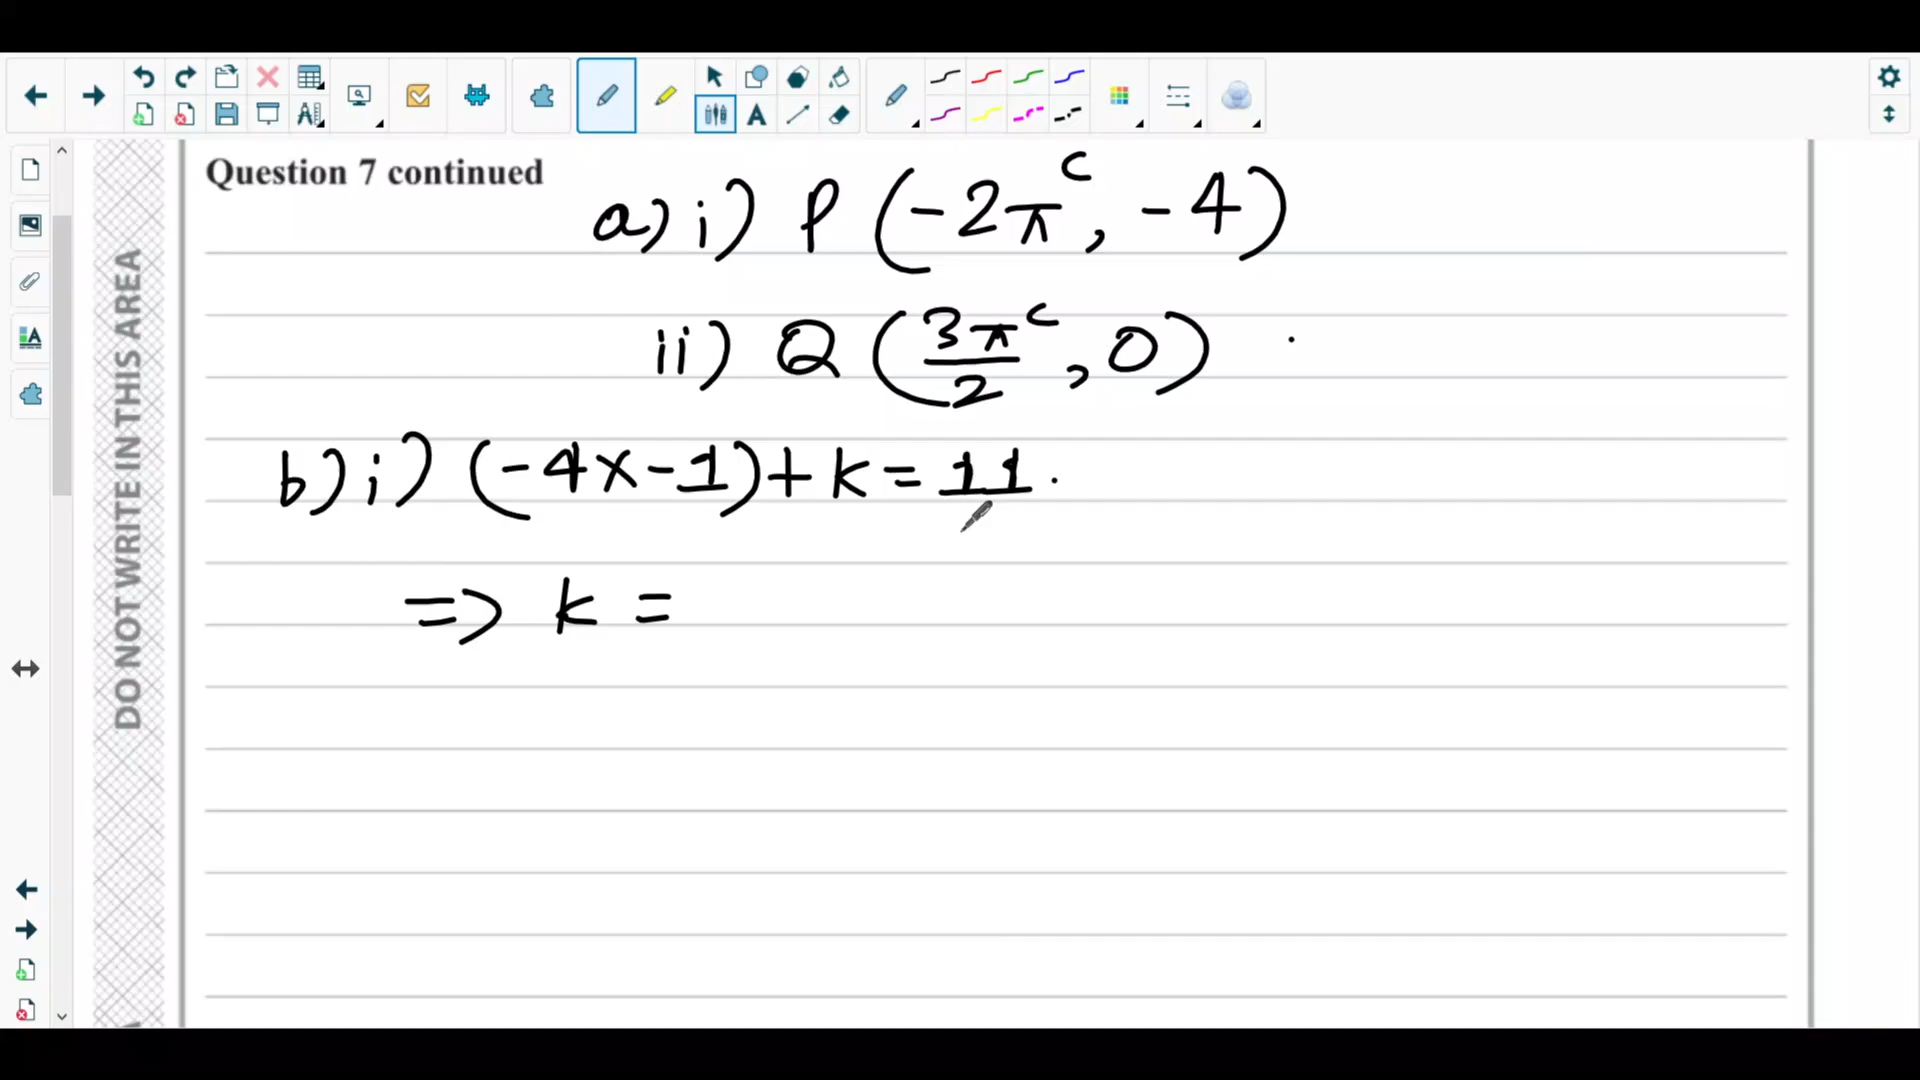 Question 7 continued
a) i) P (-2π^c, -4)
ii) Q (3π^c/2, 0)
b) i) (-4x-1)+k=11.
=> k =
DO NOT WRITE IN THIS AREA